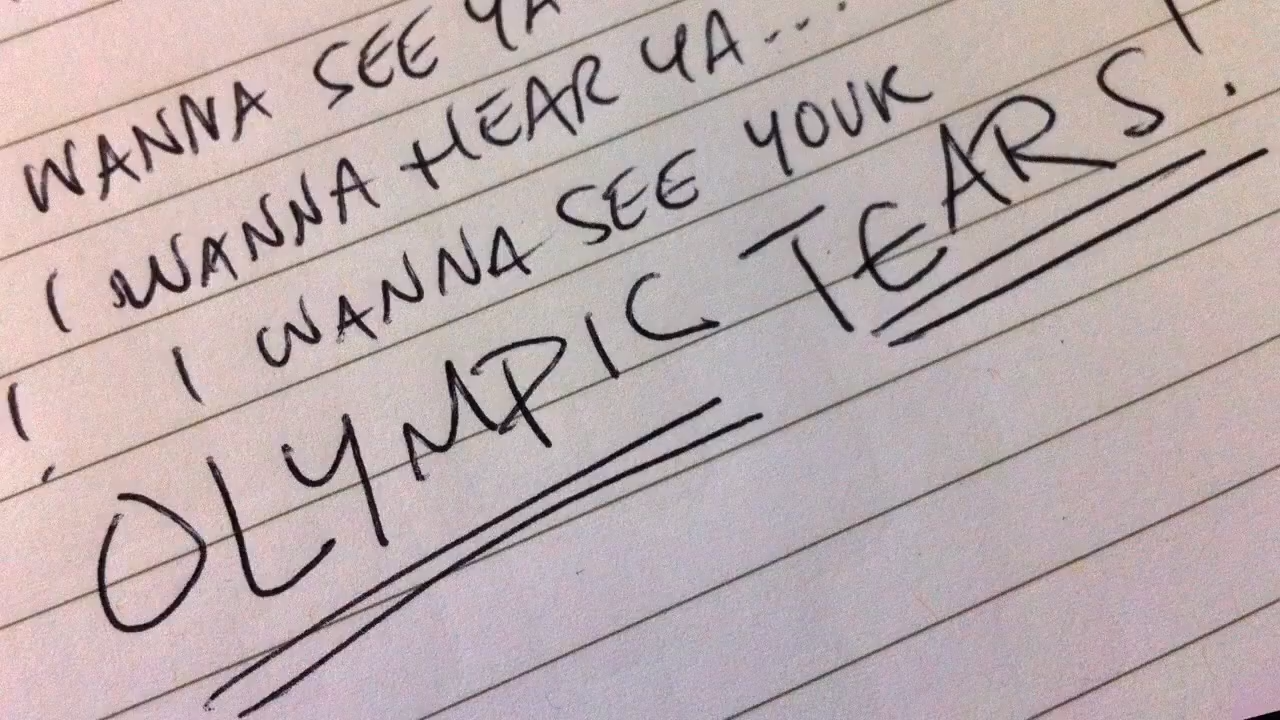 WANNA SEE YA
I WANNA HEAR YA...
I WANNA SEE YOUR
! OLYMPIC TEARS!